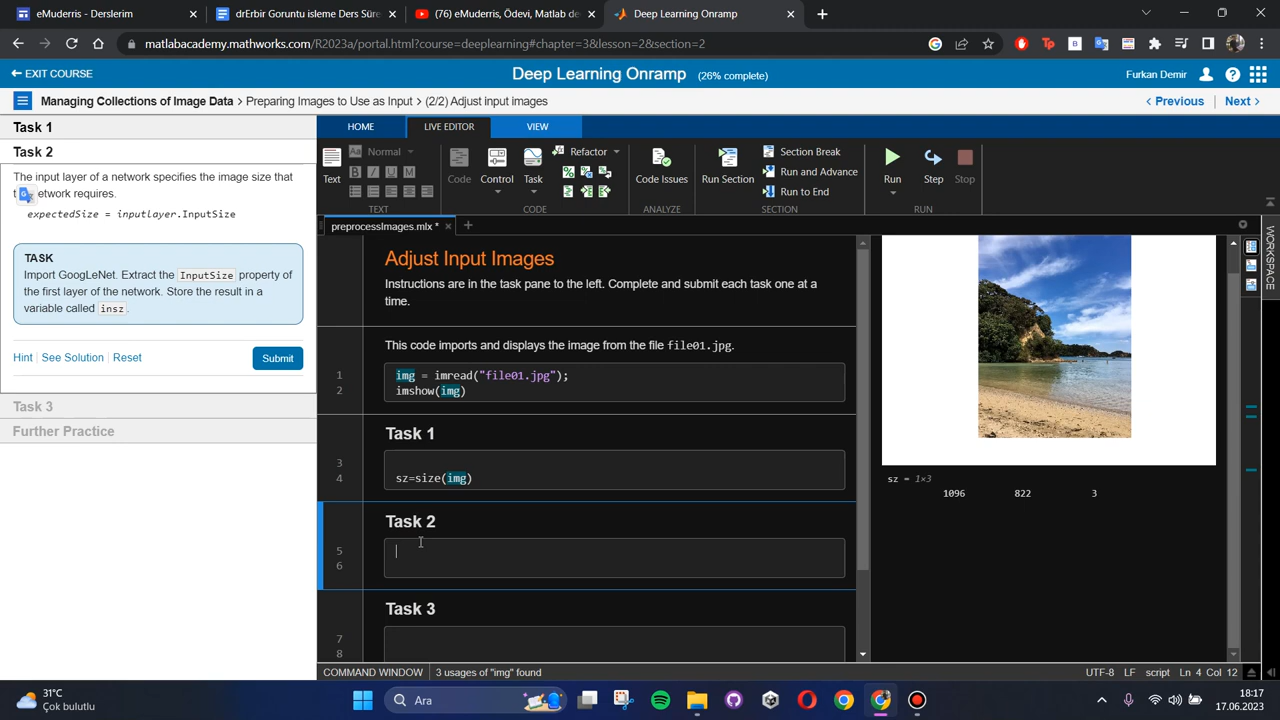 eMuderris - Derslerim
drErbir Goruntu isleme Ders Süre
(76) eMuderris, Ödevi, Matlab de
Deep Learning Onramp
matlabacademy.mathworks.com/R2023a/portal.html?course=deeplearning#chapter=3&lesson=2&section=2
EXIT COURSE
Deep Learning Onramp (26% complete)
Furkan Demir
Managing Collections of Image Data > Preparing Images to Use as Input > (2/2) Adjust input images
< Previous
Next >
Task 1
Task 2
The input layer of a network specifies the image size that
etwork requires.
expectedSize = inputlayer.InputSize
TASK
Import GoogLeNet. Extract the InputSize property of
the first layer of the network. Store the result in a
variable called insz.
Hint
See Solution
Reset
Submit
Task 3
Further Practice
HOME
LIVE EDITOR
VIEW
Text
Aa Normal
B I U M
TEXT
Code
Control
Task
Refactor
CODE
Code Issues
ANALYZE
Run Section
Section Break
Run and Advance
Run to End
SECTION
Run
Step
Stop
RUN
preprocessImages.mlx *
Adjust Input Images
Instructions are in the task pane to the left. Complete and submit each task one at a
time.
This code imports and displays the image from the file file01.jpg.
1 img = imread("file01.jpg");
2 imshow(img)
Task 1
3
4 sz=size(img)
Task 2
5
6
Task 3
7
8
sz = 1×3
1096 822 3
WORKSPACE
COMMAND WINDOW
3 usages of "img" found
UTF-8
LF
script
Ln 4 Col 12
31°C
Çok bulutlu
Ara
18:17
17.06.2023